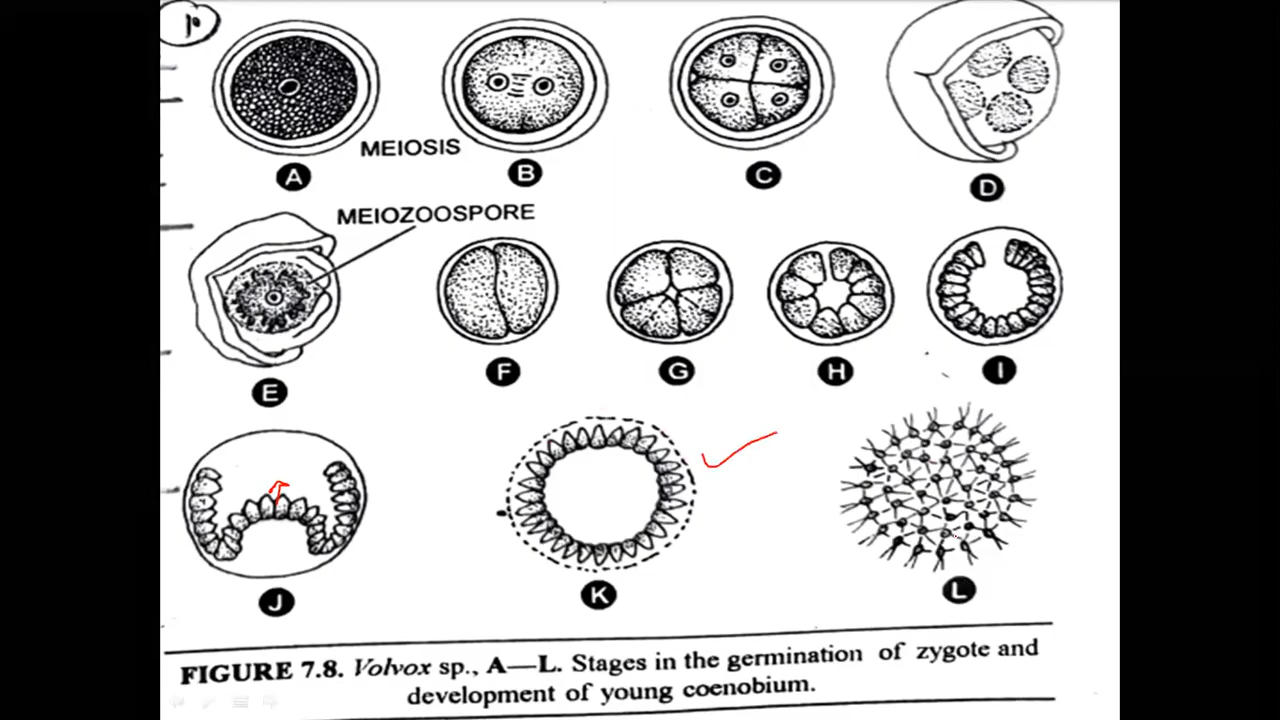 A
MEIOSIS
B
C
D
MEIOZOOSPORE
E
F
G
H
I
J
K
L
FIGURE 7.8. Volvox sp., A—L. Stages in the germination of zygote and
development of young coenobium.